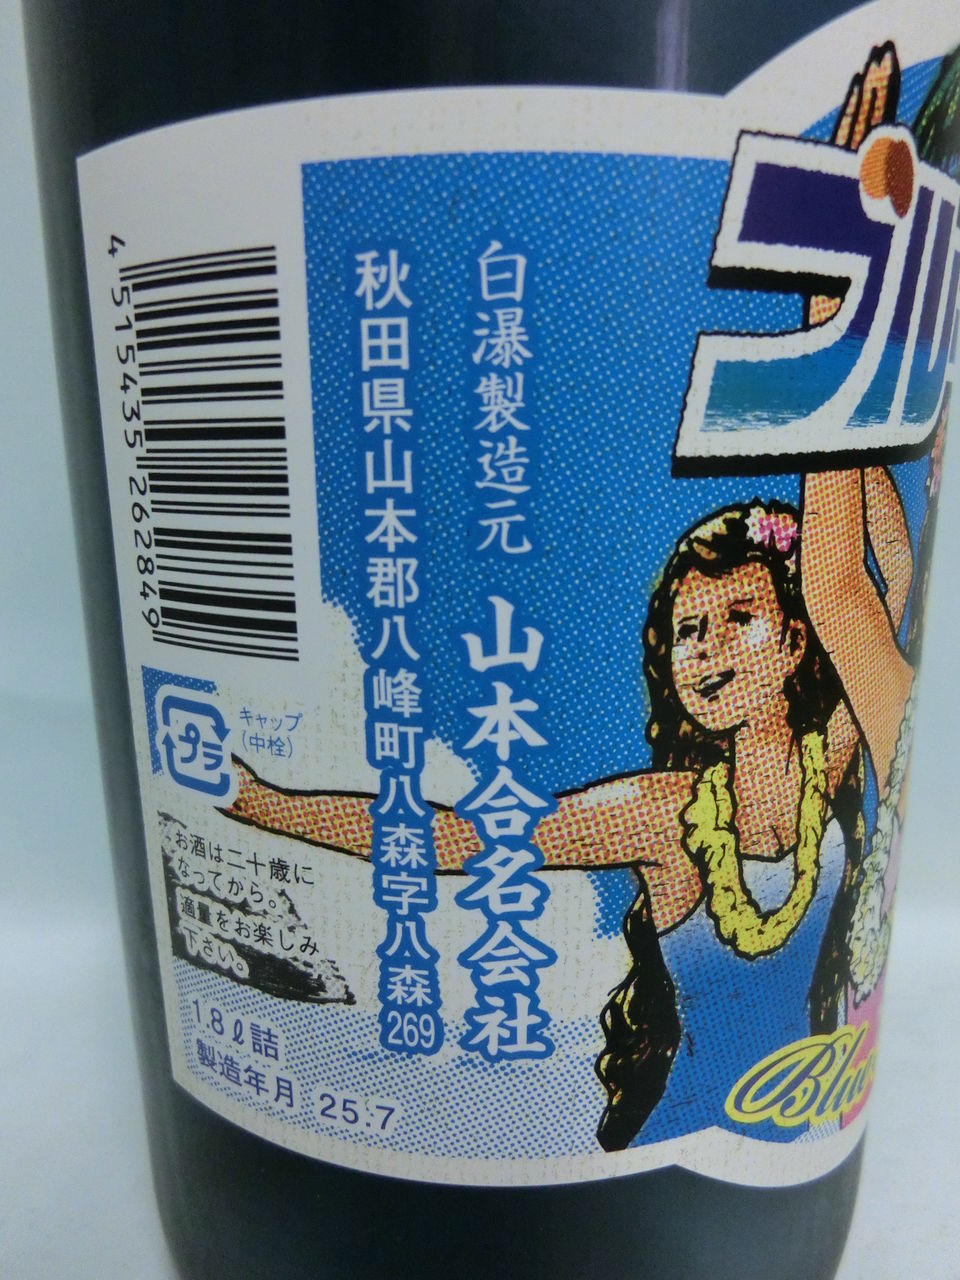 白瀑製造元 山本合名会社
秋田県山本郡八峰町八森字八森269
4 515435 262849
プラ
キャップ
(中栓)
お酒は二十歳に
なってから。
適量をお楽しみ
下さい。
1.8ℓ詰
製造年月 25.7